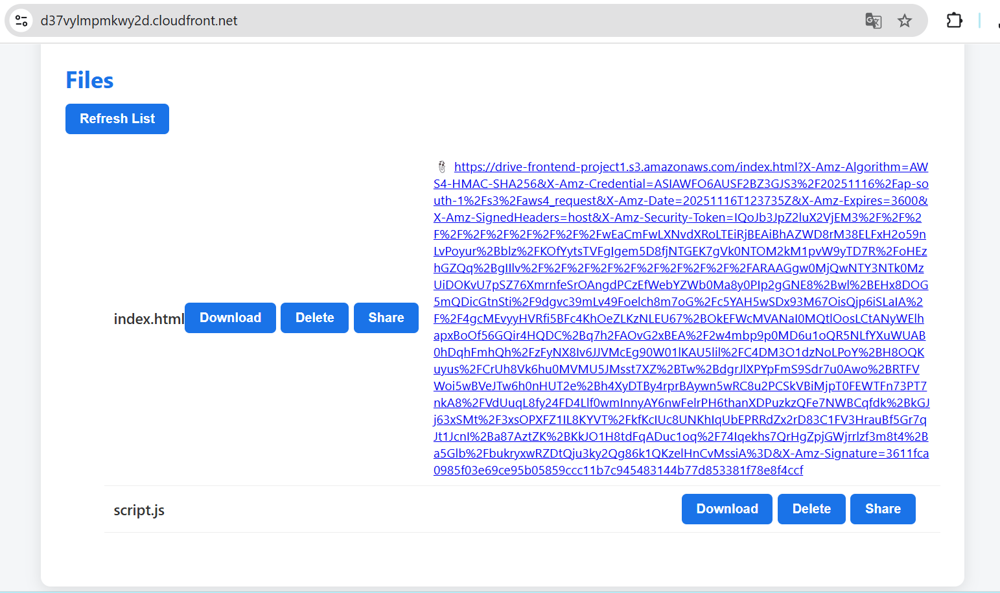 d37vylmpmkwy2d.cloudfront.net
Files
Refresh List
https://drive-frontend-project1.s3.amazonaws.com/index.html?X-Amz-Algorithm=AW
S4-HMAC-SHA256&X-Amz-Credential=ASIAWFO6AUSF2BZ3GJS3%2F20251116%2Fap-so
uth-1%2Fs3%2Faws4_request&X-Amz-Date=20251116T123735Z&X-Amz-Expires=3600&
X-Amz-SignedHeaders=host&X-Amz-Security-Token=IQoJb3JpZ2luX2VjEM3%2F%2F%2
F%2F%2F%2F%2F%2F%2F%2FwEaCmFwLXNvdXRoLTEiRjBEAiBhAZWD8rM38ELFxH2o59n
LvPoyur%2Bblz%2FKOfYytsTVFgIgem5D8fjNTGEK7gVk0NTOM2kM1pvW9yTD7R%2FoHEz
hGZQq%2BgIIlv%2F%2F%2F%2F%2F%2F%2F%2F%2F%2FARAAGgw0MjQwNTY3NTk0Mz
UiDOKvU7pSZ76XmrnfeSrOAngdPCzEfWebYZWb0Ma8y0PIp2gGNE8%2Bwl%2BEHx8DOG
5mQDicGtnSti%2F9dgvc39mLv49Foelch8m7oG%2Fc5YAH5wSDx93M67OisQjp6iSLaIA%2
F%2F4gcMEvyyHVRfi5BFc4KhOeZLKzNLEU67%2BOkEFWcMVANaI0MQtlOosLCtANyWElh
apxBoOf56GQir4HQDC%2Bq7h2FAOvG2xBEA%2F2w4mbp9p0MD6u1oQR5NLfYXuWUAB
0hDqhFmhQh%2FzFyNX8Iv6JJVMcEg90W01lKAU5lil%2FC4DM3O1dzNoLPoY%2BH8OQK
uyus%2FCrUh8Vk6hu0MVMU5JMsst7XZ%2BTw%2BdgrJlXPYpFmS9Sdr7u0Awo%2BRTFV
Woi5wBVeJTw6h0nHUT2e%2Bh4XyDTBy4rprBAywn5wRC8u2PCSkVBiMjpT0FEWTFn73PT7
nkA8%2FVdUuqL8fy24FD4Llf0wmInnyAY6nwFelrPH6thanXDPuzkzQFe7NWBCqfdk%2BkGJ
j63xSMt%2F3xsOPXFZ1IL8KYVT%2FkfKcIUc8UNKhIqUbEPRRdZx2rD83C1FV3HrauBf5Gr7q
Jt1JcnI%2Ba87AztZK%2BKkJO1H8tdFqADuc1oq%2F74Iqekhs7QrHgZpjGWjrrlzf3m8t4%2B
a5Glb%2FbukryxwRZDtQju3ky2Qg86k1QKzelHnCvMssiA%3D&X-Amz-Signature=3611fca
0985f03e69ce95b05859ccc11b7c945483144b77d853381f78e8f4ccf
index.html Download Delete Share
script.js Download Delete Share